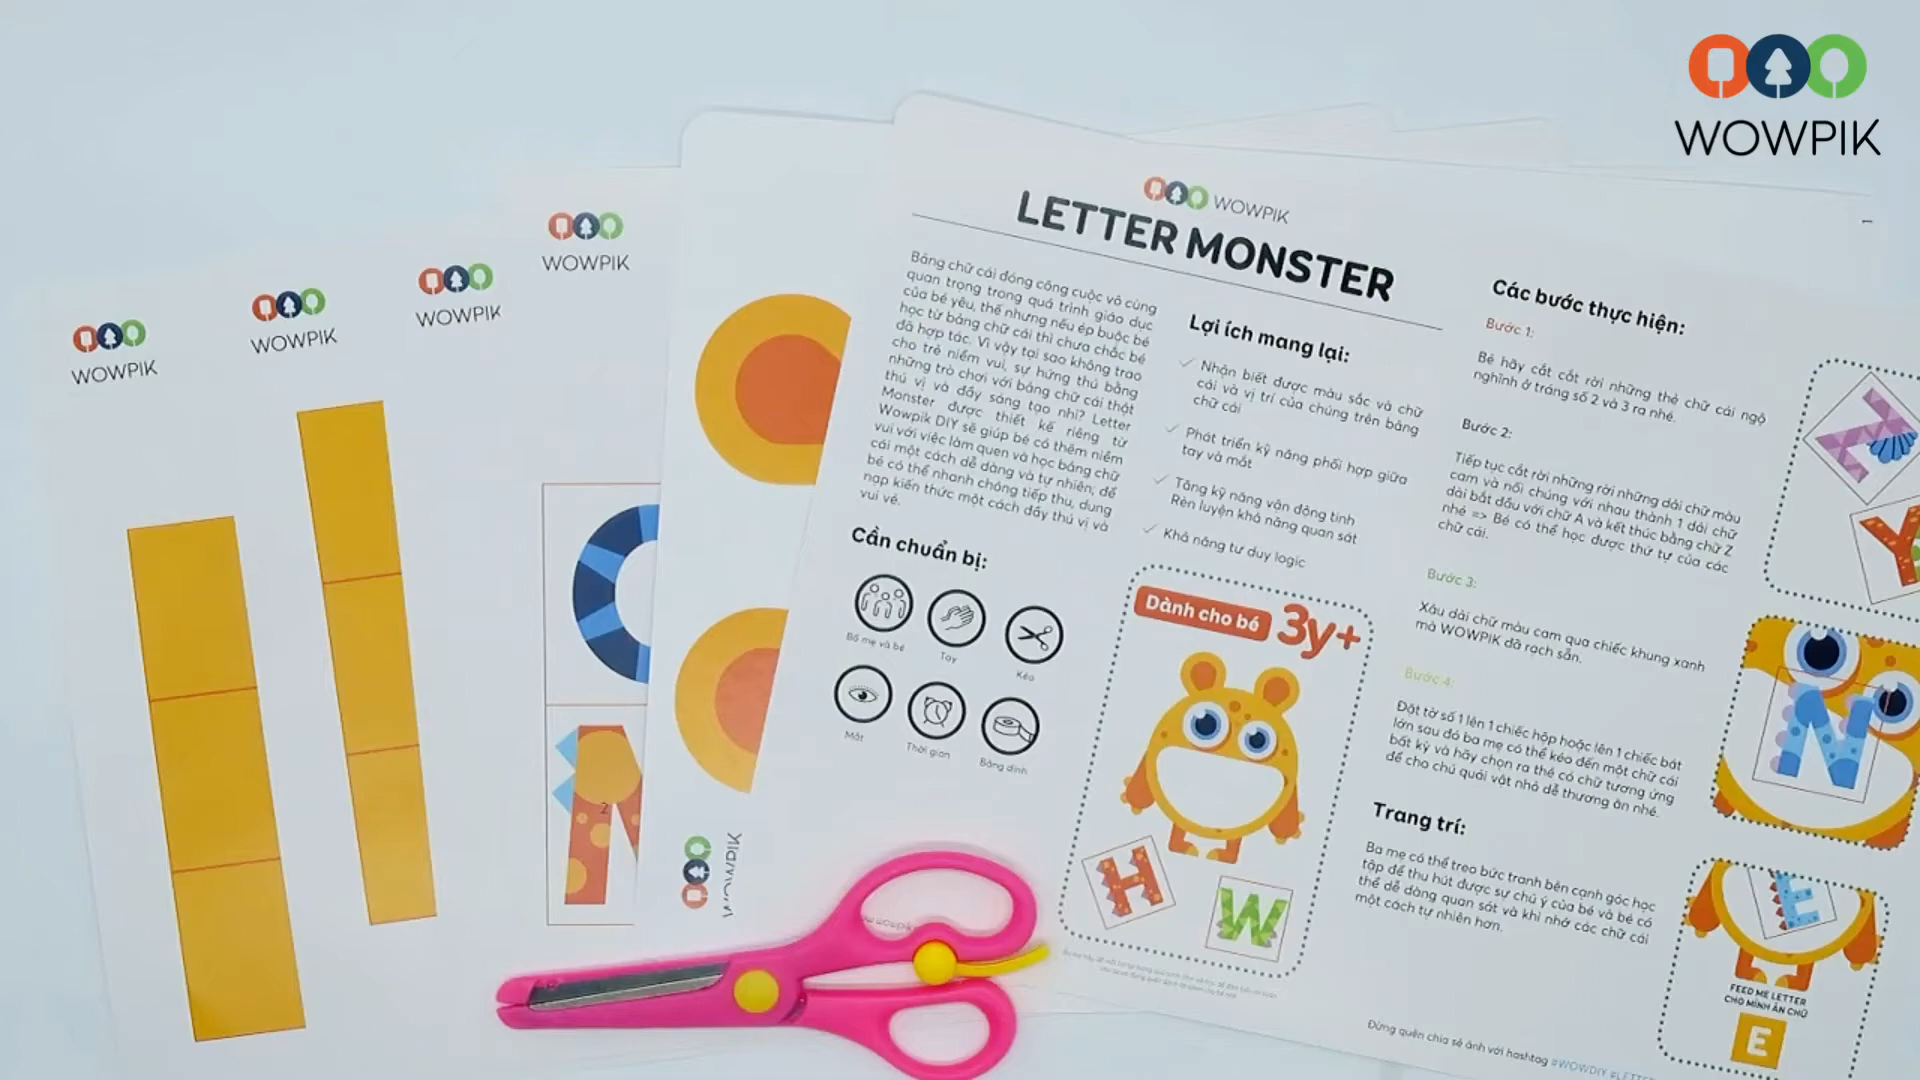 WOWPIK
WOWPIK
WOWPIK
WOWPIK
WOWPIK
WOWPIK
LETTER MONSTER
Bảng chữ cái đóng công cuộc vô cùng
quan trọng trong quá trình giáo dục
của bé yêu, thế nhưng nếu ép buộc bé
học từ bảng chữ cái thì chưa chắc bé
đã hợp tác. Vì vậy tại sao không trao
cho trẻ niềm vui, sự hứng thú bằng
những trò chơi với bảng chữ cái thật
thú vị và đầy sáng tạo nhỉ? Letter
Monster được thiết kế riêng từ
Wowpik DIY sẽ giúp bé có thêm niềm
vui với việc làm quen và học bảng chữ
cái một cách dễ dàng và tự nhiên, để
bé có thể nhanh chóng tiếp thu, dung
nạp kiến thức một cách đầy thú vị và
vui vẻ.
Cần chuẩn bị:
Bố mẹ và bé
Tay
Kéo
Mắt
Thời gian
Băng dính
Lợi ích mang lại:
Nhận biết được màu sắc và chữ
cái và vị trí của chúng trên bảng
chữ cái
Phát triển kỹ năng phối hợp giữa
tay và mắt
Tăng kỹ năng vận động tinh
Rèn luyện khả năng quan sát
Khả năng tư duy logic
Dành cho bé 3y+
H
W
Các bước thực hiện:
Bước 1:
Bé hãy cắt cắt rời những thẻ chữ cái ngộ
nghĩnh ở tráng số 2 và 3 ra nhé.
Bước 2:
Tiếp tục cắt rời những rời những dải chữ màu
cam và nối chúng với nhau thành 1 dải chữ
dài bắt đầu với chữ A và kết thúc bằng chữ Z
nhé => Bé có thể học được thứ tự của các
chữ cái.
Bước 3:
Xâu dải chữ màu cam qua chiếc khung xanh
mà WOWPIK đã rạch sẵn.
Bước 4:
Đặt tờ số 1 lên 1 chiếc hộp hoặc lên 1 chiếc bát
lớn sau đó ba mẹ có thể kéo đến một chữ cái
bất kỳ và hãy chọn ra thẻ có chữ tương ứng
để cho chú quái vật nhỏ dễ thương ăn nhé.
Trang trí:
Ba mẹ có thể treo bức tranh bên cạnh góc học
tập để thu hút được sự chú ý của bé và bé có
thể dễ dàng quan sát và khi nhớ các chữ cái
một cách tự nhiên hơn.
Z
Y
N
E
FEED ME LETTER
CHO MÌNH ĂN CHỮ
E
Đừng quên chia sẻ ảnh với hashtag #WOWDIY
1
2